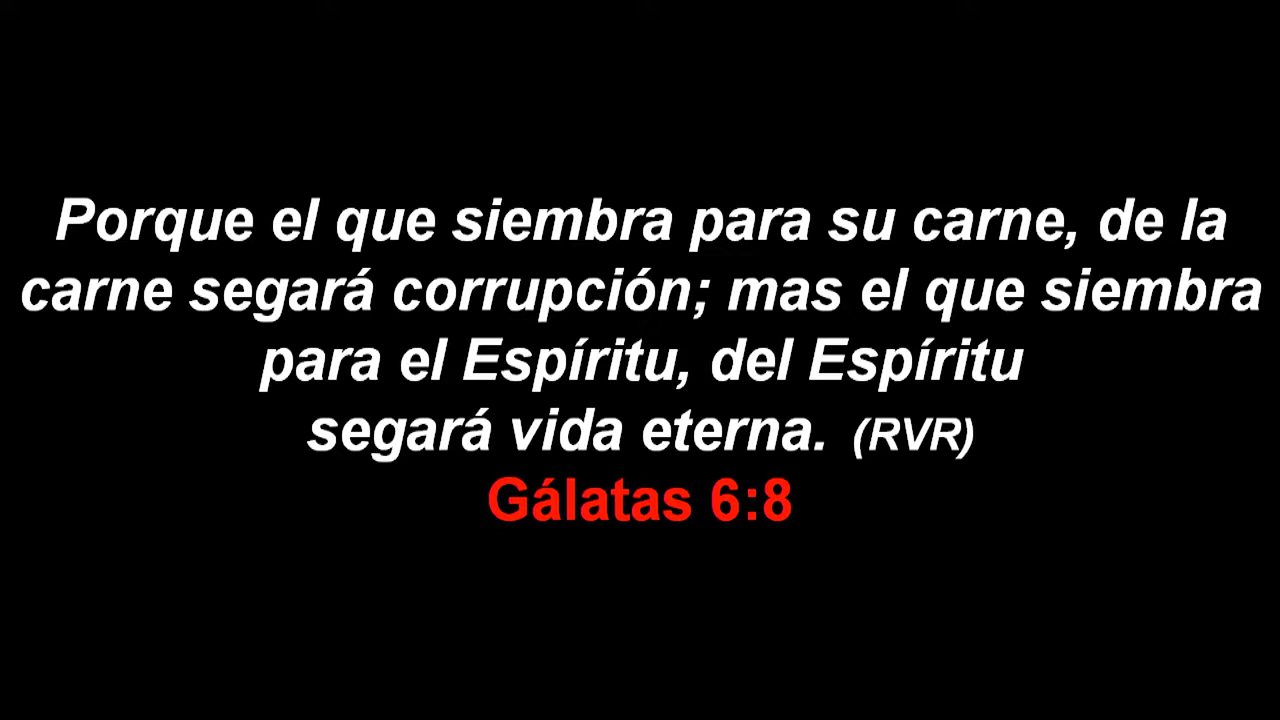 Porque el que siembra para su carne, de la
carne segará corrupción; mas el que siembra
para el Espíritu, del Espíritu
segará vida eterna. (RVR)
Gálatas 6:8